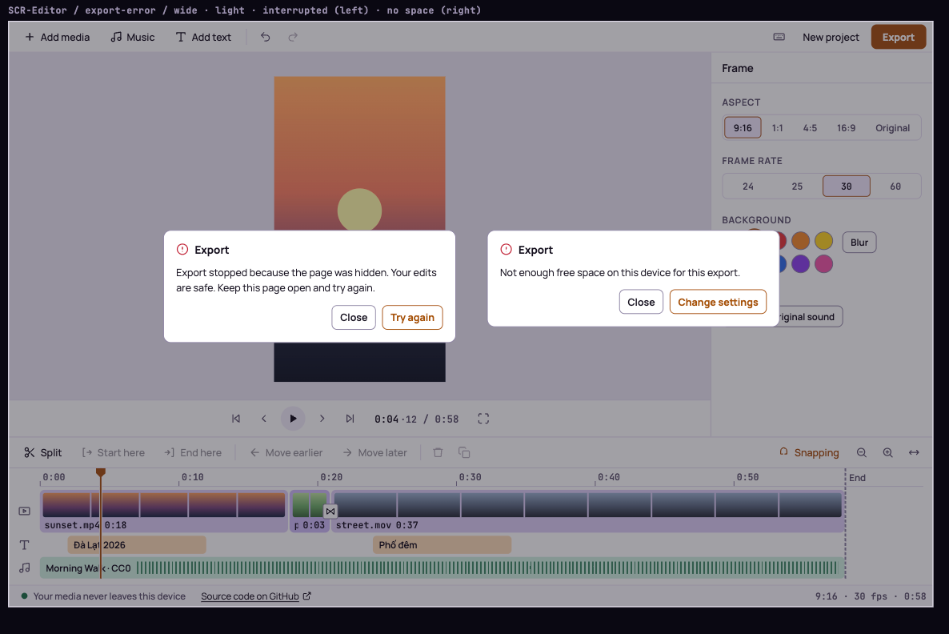 SCR-Editor / export-error / wide · light · interrupted (left) · no space (right)
Add media
Music
Add text
New project
Export
Frame
ASPECT
9:16
1:1
4:5
16:9
Original
FRAME RATE
24
25
30
60
BACKGROUND
Blur
Export
Export stopped because the page was hidden. Your edits
are safe. Keep this page open and try again.
Close
Try again
Export
Not enough free space on this device for this export.
Close
Change settings
sound
0:04·12 / 0:58
Split
Start here
End here
Move earlier
Move later
Snapping
0:00
0:10
0:20
0:30
0:40
0:50
End
sunset.mp4 0:18
0:03
street.mov 0:37
Đà Lạt 2026
Phố đêm
Morning Walk · CC0
Your media never leaves this device
Source code on GitHub
9:16 · 30 fps · 0:58